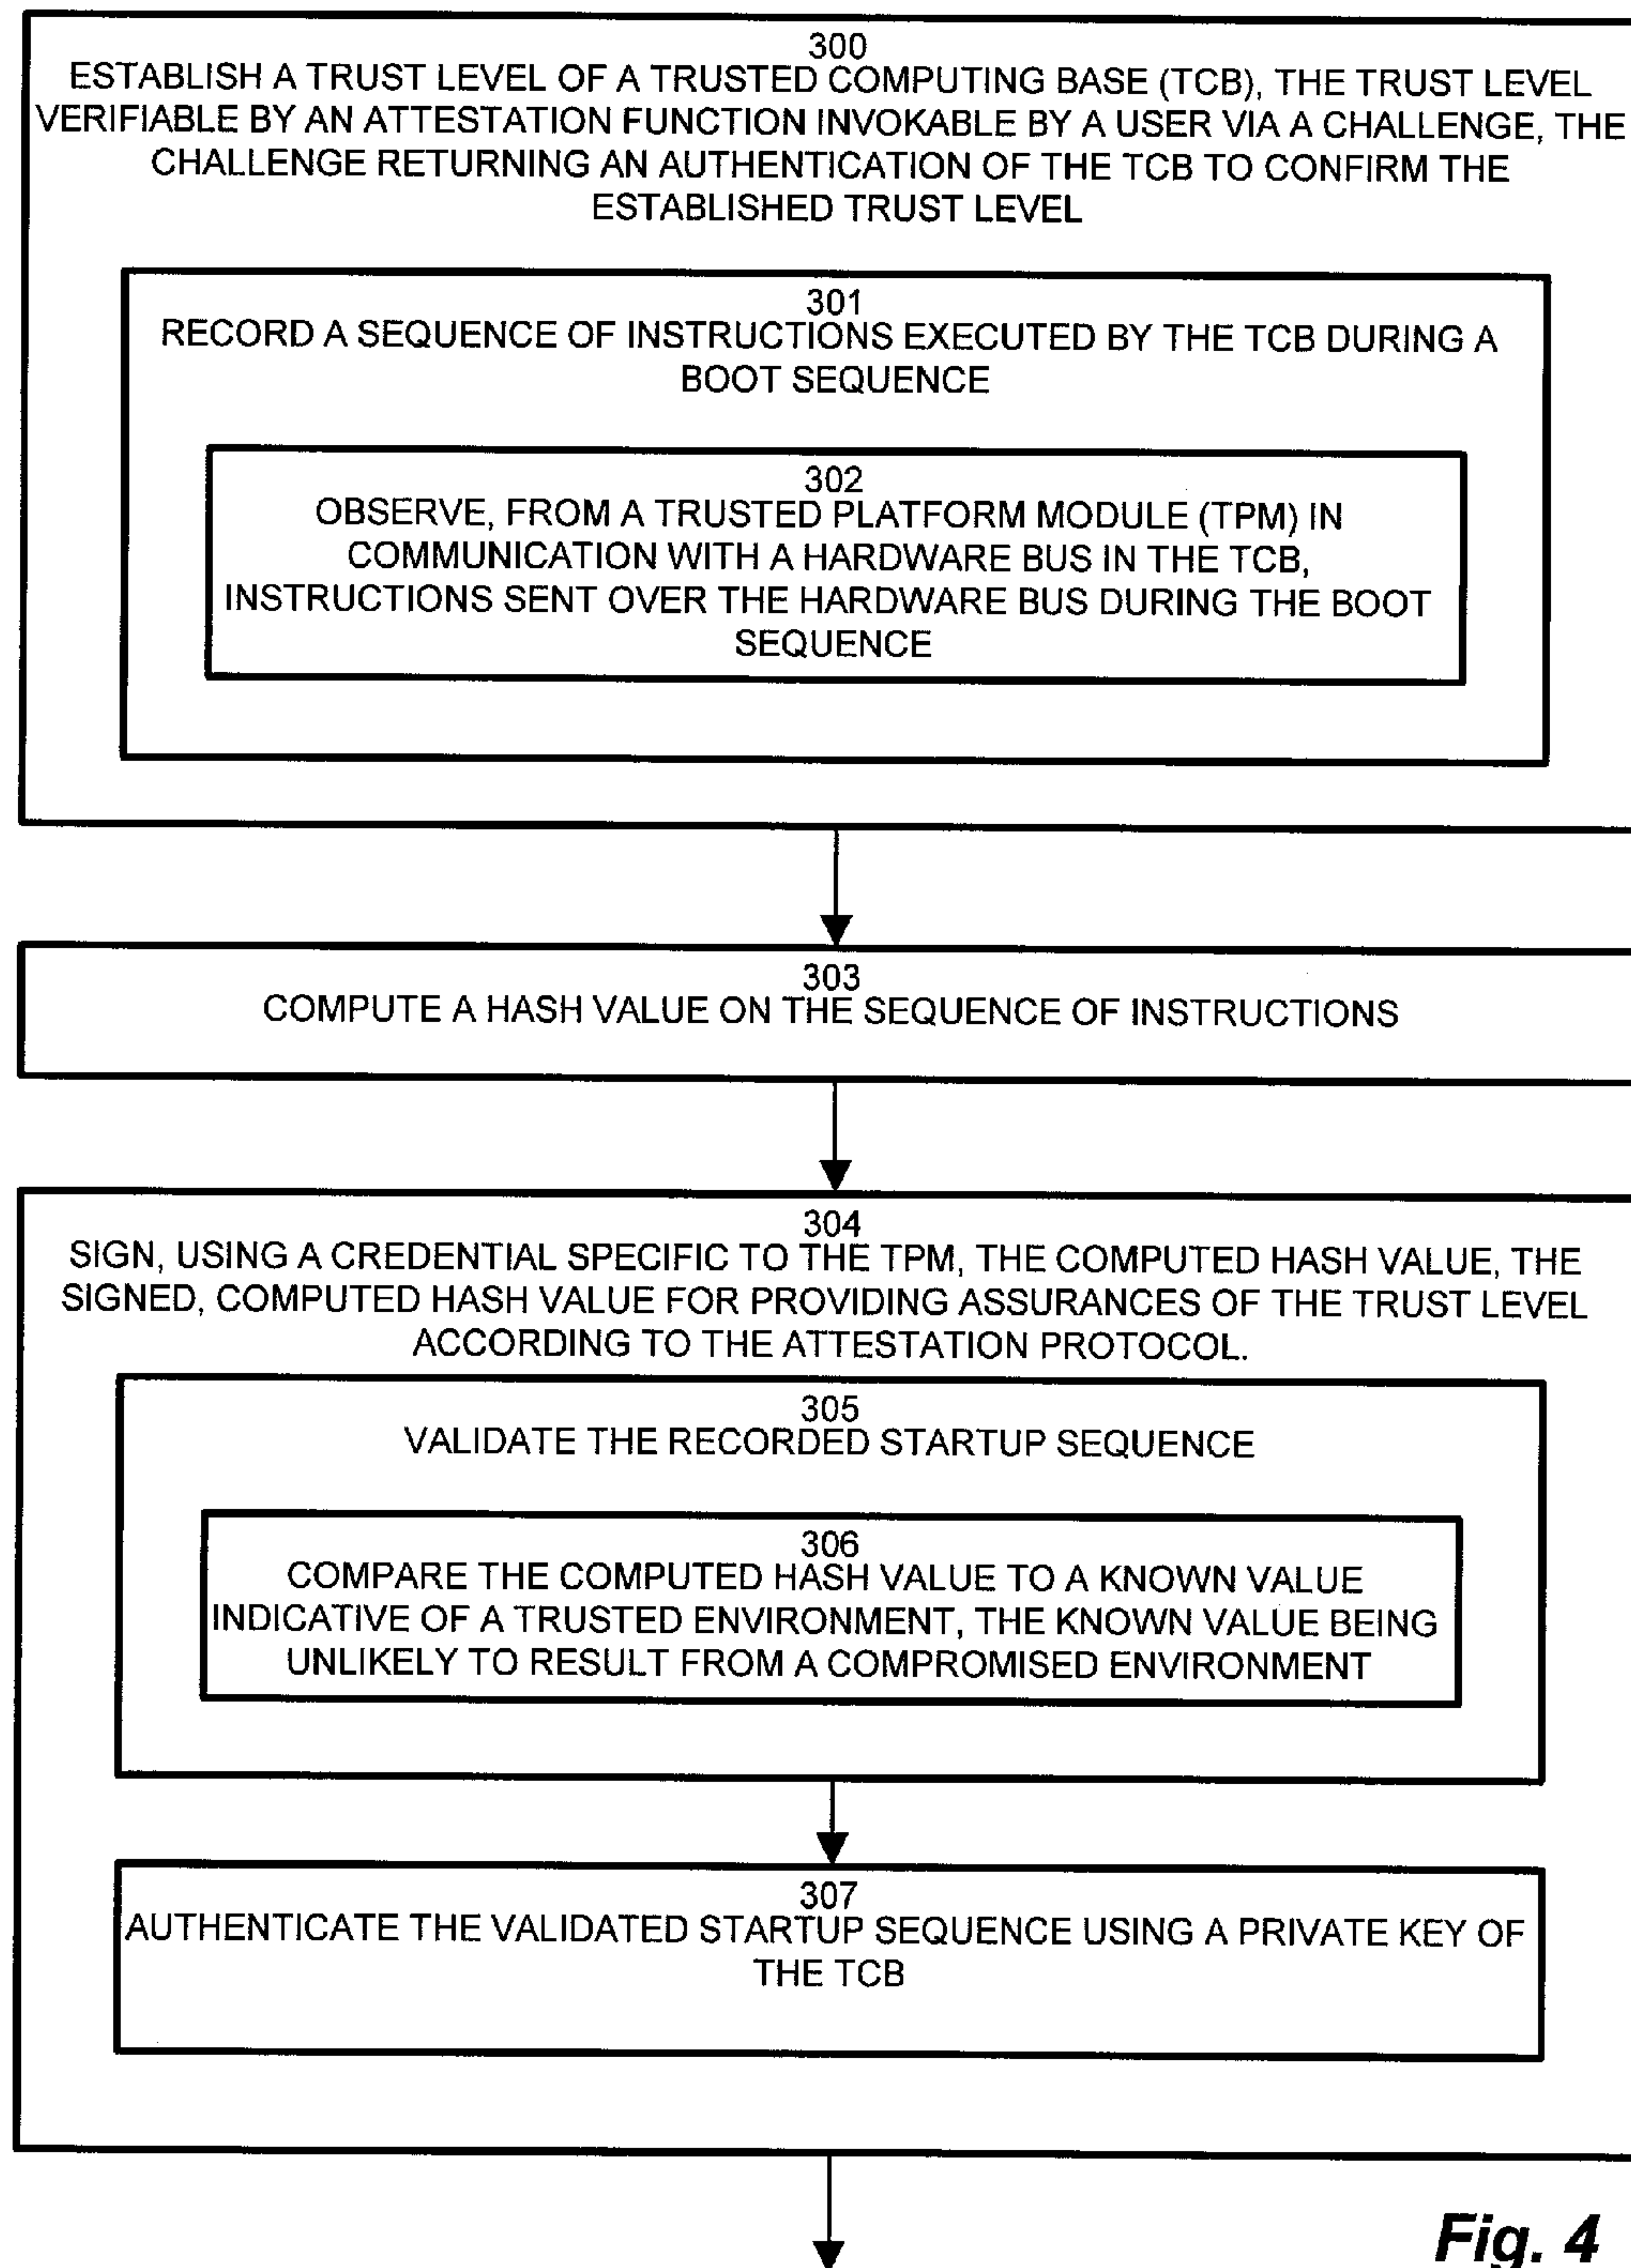 300
ESTABLISH A TRUST LEVEL OF A TRUSTED COMPUTING BASE (TCB), THE TRUST LEVEL
VERIFIABLE BY AN ATTESTATION FUNCTION INVOKABLE BY A USER VIA A CHALLENGE, THE
CHALLENGE RETURNING AN AUTHENTICATION OF THE TCB TO CONFIRM THE
ESTABLISHED TRUST LEVEL
301
RECORD A SEQUENCE OF INSTRUCTIONS EXECUTED BY THE TCB DURING A
BOOT SEQUENCE
302
OBSERVE, FROM A TRUSTED PLATFORM MODULE (TPM) IN
COMMUNICATION WITH A HARDWARE BUS IN THE TCB,
INSTRUCTIONS SENT OVER THE HARDWARE BUS DURING THE BOOT
SEQUENCE
303
COMPUTE A HASH VALUE ON THE SEQUENCE OF INSTRUCTIONS
304
SIGN, USING A CREDENTIAL SPECIFIC TO THE TPM, THE COMPUTED HASH VALUE, THE
SIGNED, COMPUTED HASH VALUE FOR PROVIDING ASSURANCES OF THE TRUST LEVEL
ACCORDING TO THE ATTESTATION PROTOCOL.
305
VALIDATE THE RECORDED STARTUP SEQUENCE
306
COMPARE THE COMPUTED HASH VALUE TO A KNOWN VALUE
INDICATIVE OF A TRUSTED ENVIRONMENT, THE KNOWN VALUE BEING
UNLIKELY TO RESULT FROM A COMPROMISED ENVIRONMENT
307
AUTHENTICATE THE VALIDATED STARTUP SEQUENCE USING A PRIVATE KEY OF
THE TCB
Fig. 4